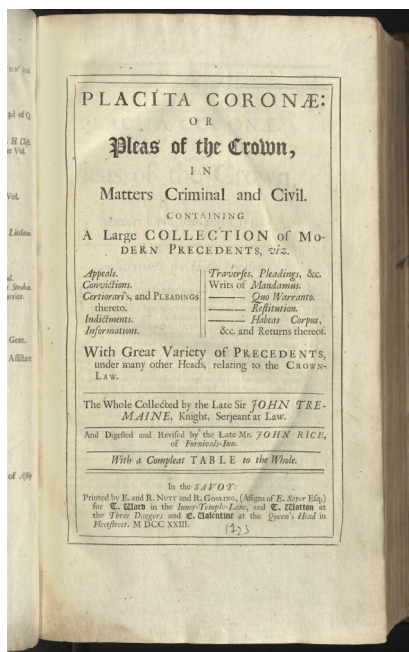 PLACITA CORONÆ:
OR
Pleas of the Crown,
IN
Matters Criminal and Civil.
CONTAINING
A Large COLLECTION of Mo-
DERN PRECEDENTS, viz.
Appeals.
Convictions.
Certiorari's, and PLEADINGS
thereto.
Indictments.
Informations.
Traverses, Pleadings, &c.
Writs of Mandamus.
——— Quo Warranto.
——— Restitution.
——— Habeas Corpus,
&c. and Returns thereof.
With Great Variety of PRECEDENTS,
under many other Heads, relating to the CROWN-
LAW.
The Whole Collected by the Late Sir JOHN TRE-
MAINE, Knight, Serjeant at Law.
And Digested and Revised by the Late Mr. JOHN RICE,
of Furnivals-Inn.
With a Compleat TABLE to the Whole.
In the SAVOY:
Printed by E. and R. NUTT and R. GOSLING, (Assigns of E. Sayer Esq;)
for T. Ward in the Inner-Temple-Lane, and T. Wotton at
the Three Daggers and E. Valentine at the Queen's Head in
Fleetstreet. M DCC XXIII.
1723
Vol.
Gent.
of